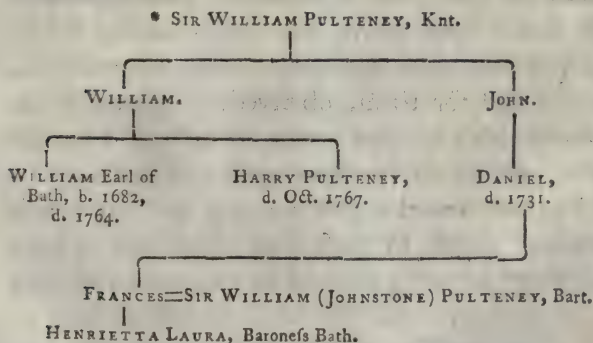 * SIR WILLIAM PULTENEY, Knt.
WILLIAM. JOHN.
WILLIAM Earl of HARRY PULTENEY, DANIEL,
Bath, b. 1682, d. Oct. 1767. d. 1731.
d. 1764.
FRANCES=SIR WILLIAM (JOHNSTONE) PULTENEY, Bart.
HENRIETTA LAURA, Baroneſs Bath.